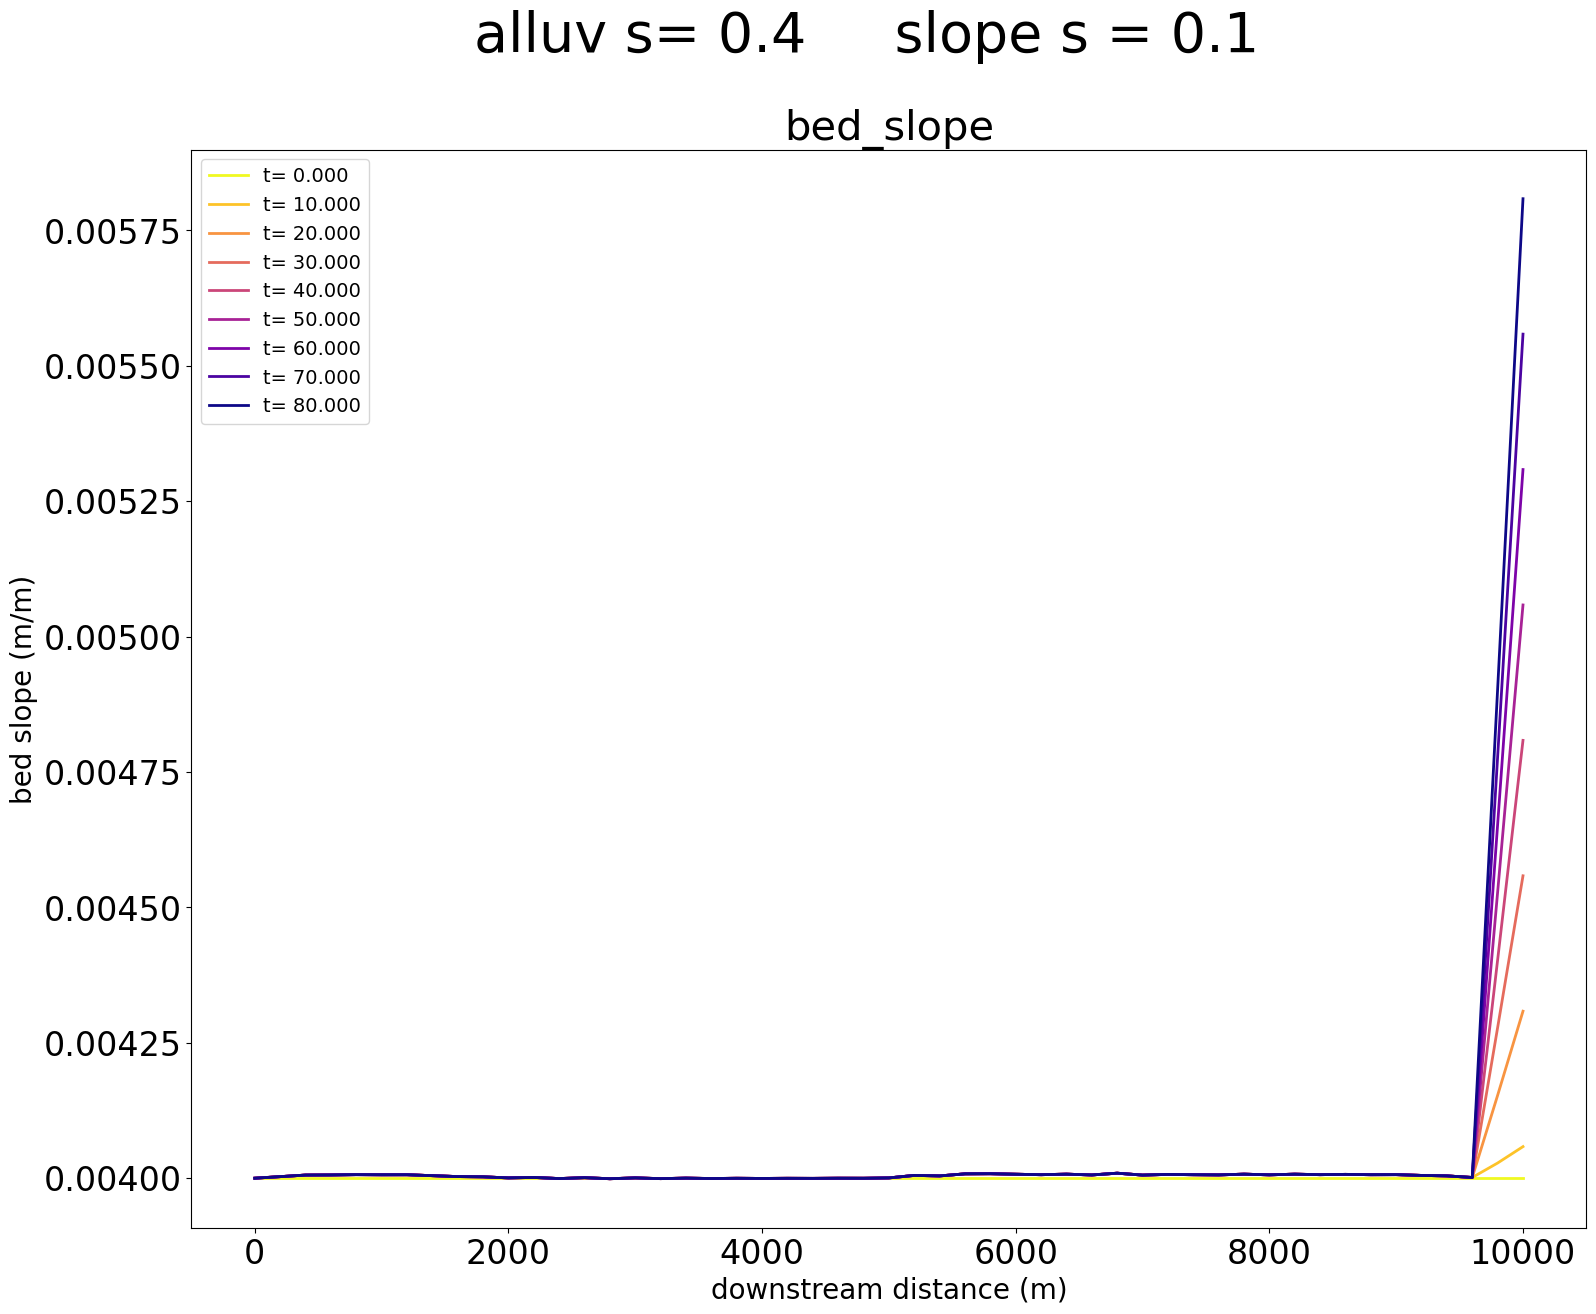 alluv s= 0.4 slope s = 0.1
bed_slope
t= 0.000
t= 10.000
t= 20.000
t= 30.000
t= 40.000
t= 50.000
t= 60.000
t= 70.000
t= 80.000
0.00575
0.00550
0.00525
0.00500
0.00475
0.00450
0.00425
0.00400
bed slope (m/m)
0 2000 4000 6000 8000 10000
downstream distance (m)